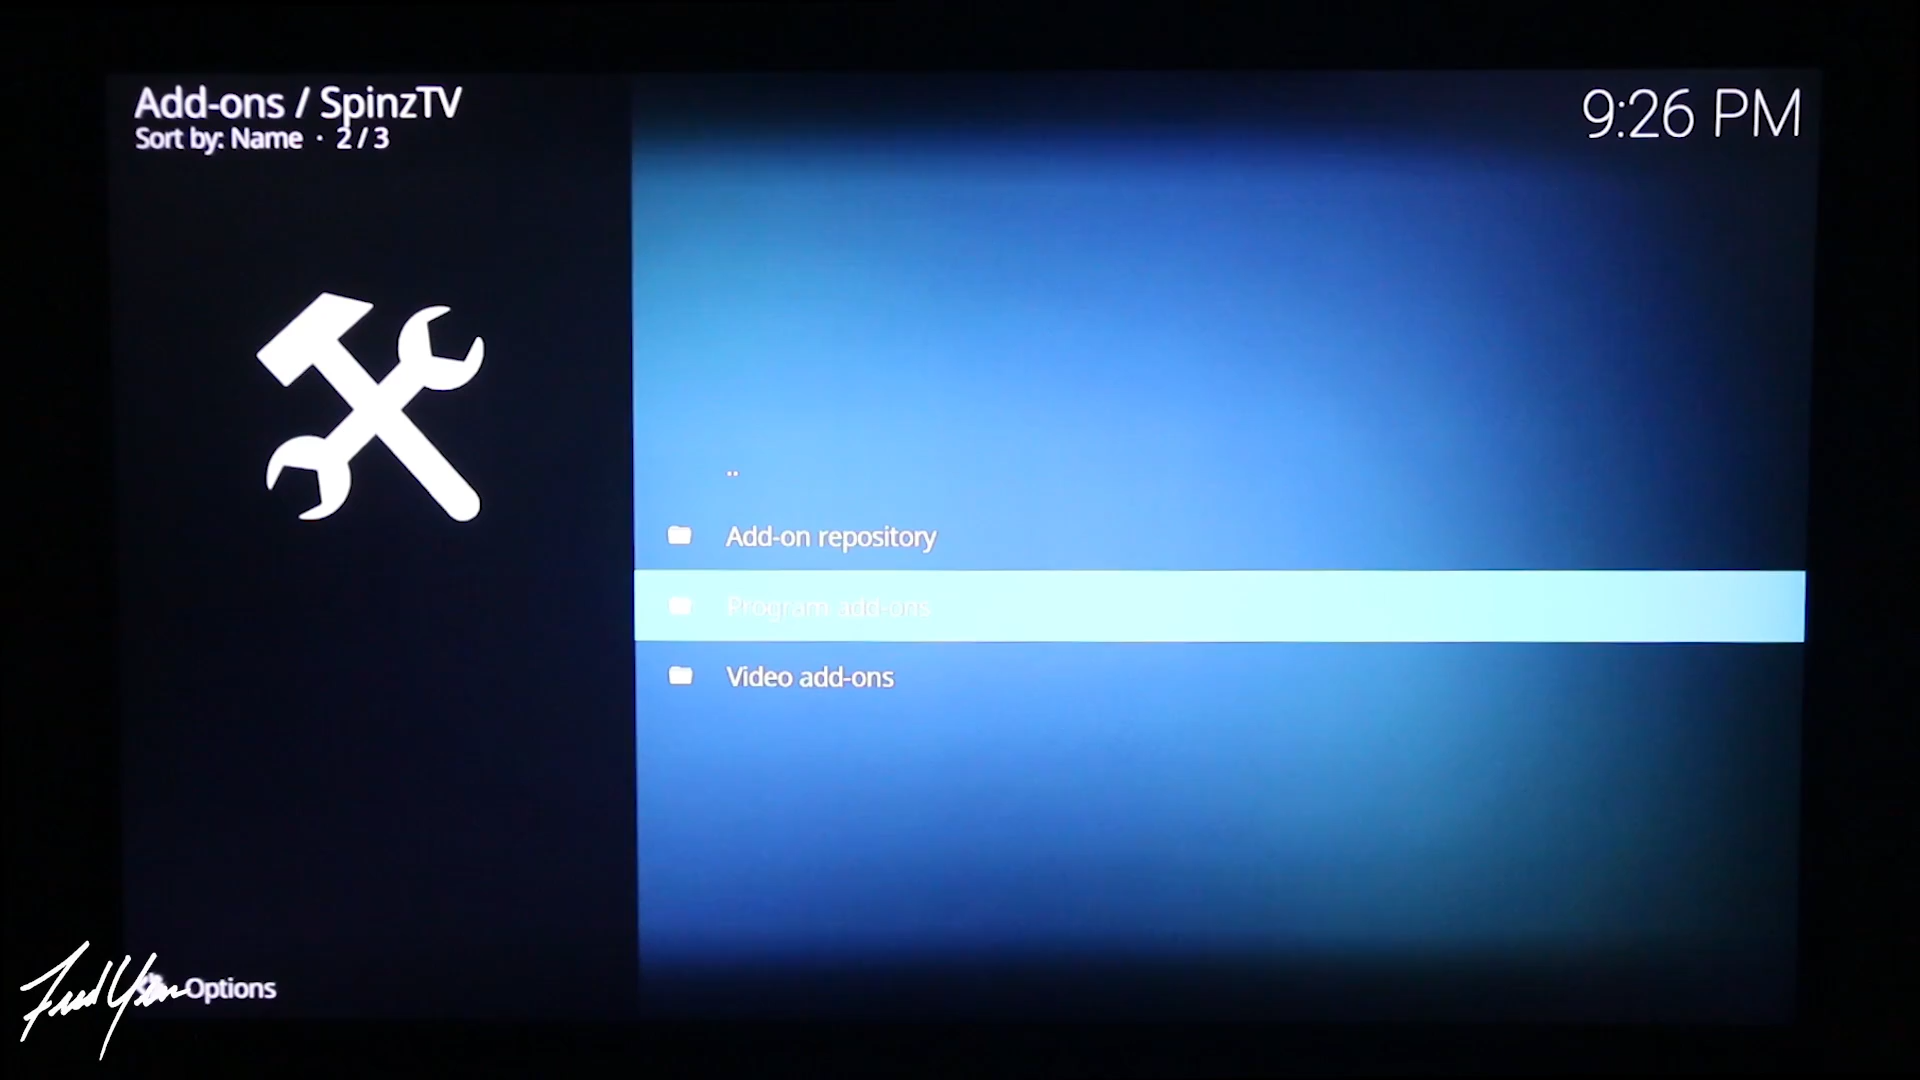 Add-ons / SpinzTV
Sort by: Name · 2 / 3
9:26 PM
..
Add-on repository
Program add-ons
Video add-ons
Options